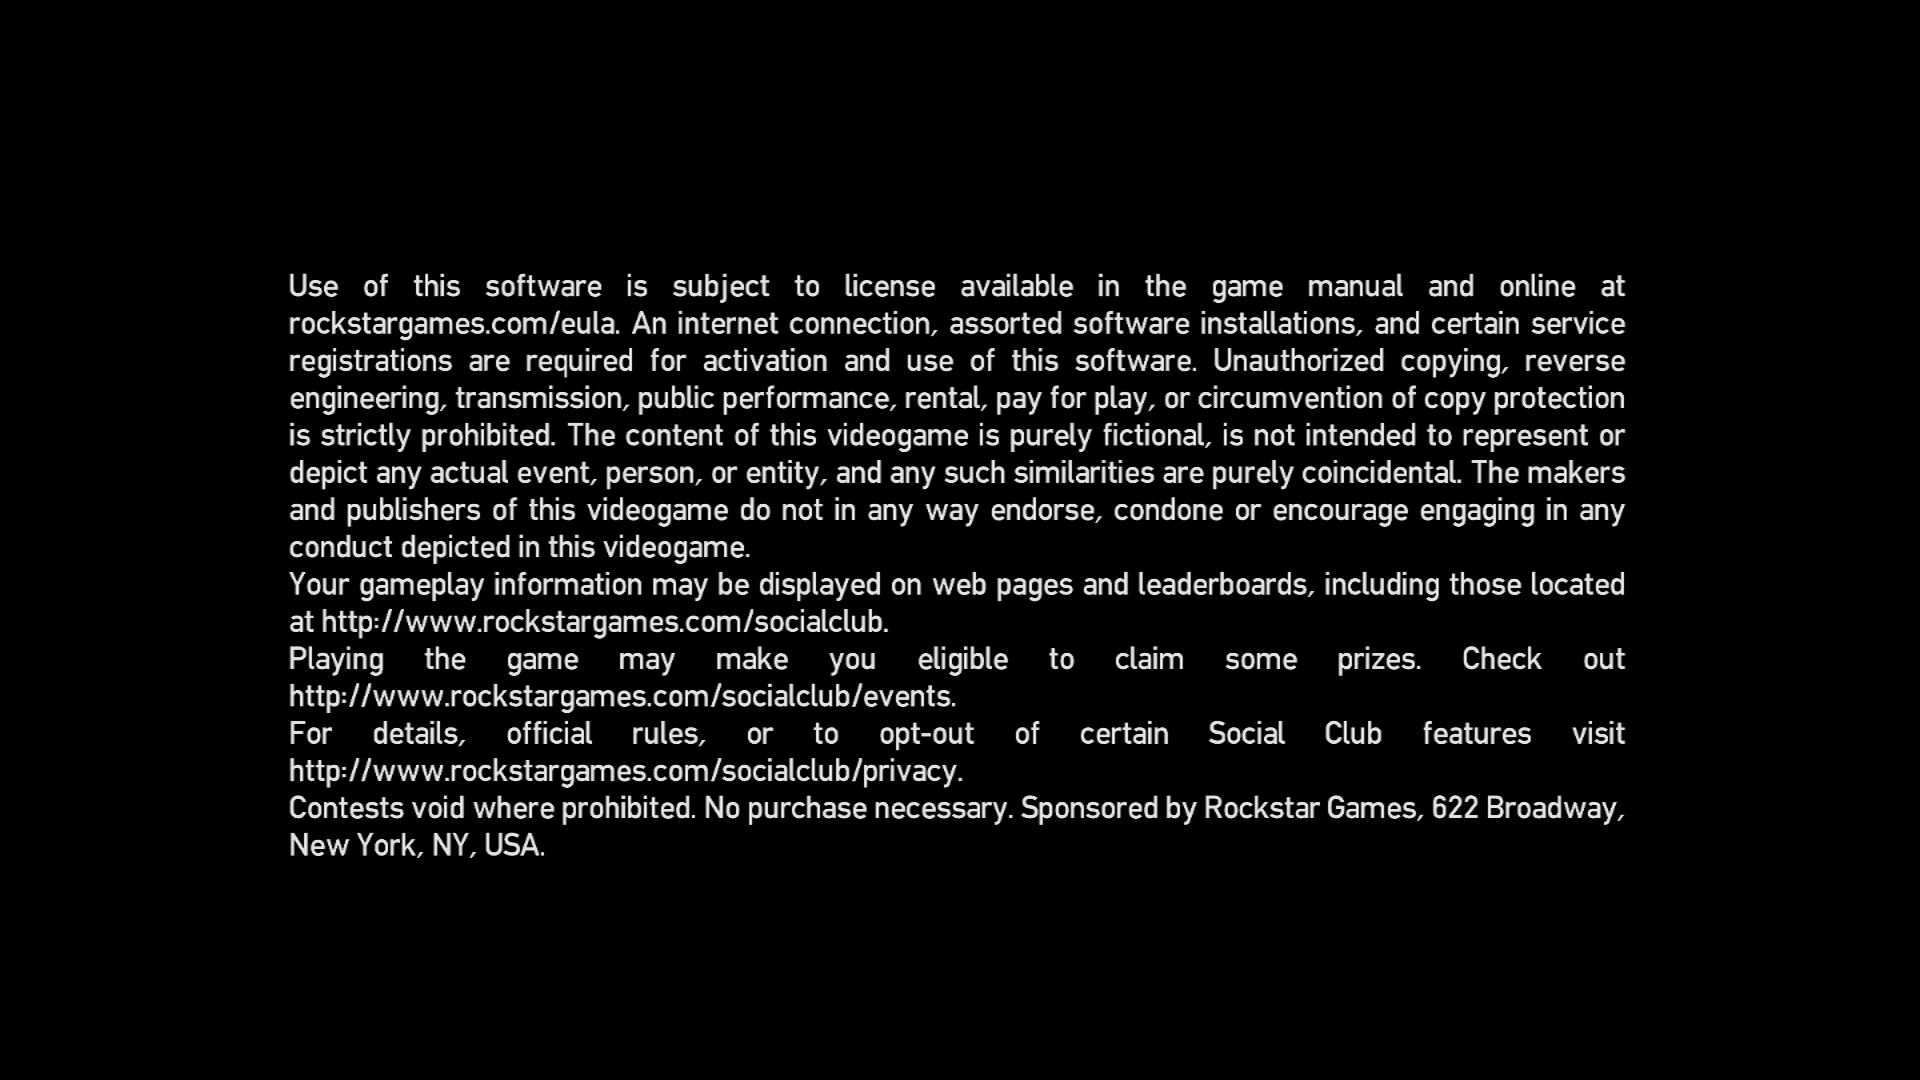 Use of this software is subject to license available in the game manual and online at
rockstargames.com/eula. An internet connection, assorted software installations, and certain service
registrations are required for activation and use of this software. Unauthorized copying, reverse
engineering, transmission, public performance, rental, pay for play, or circumvention of copy protection
is strictly prohibited. The content of this videogame is purely fictional, is not intended to represent or
depict any actual event, person, or entity, and any such similarities are purely coincidental. The makers
and publishers of this videogame do not in any way endorse, condone or encourage engaging in any
conduct depicted in this videogame.
Your gameplay information may be displayed on web pages and leaderboards, including those located
at http://www.rockstargames.com/socialclub.
Playing the game may make you eligible to claim some prizes. Check out
http://www.rockstargames.com/socialclub/events.
For details, official rules, or to opt-out of certain Social Club features visit
http://www.rockstargames.com/socialclub/privacy.
Contests void where prohibited. No purchase necessary. Sponsored by Rockstar Games, 622 Broadway,
New York, NY, USA.